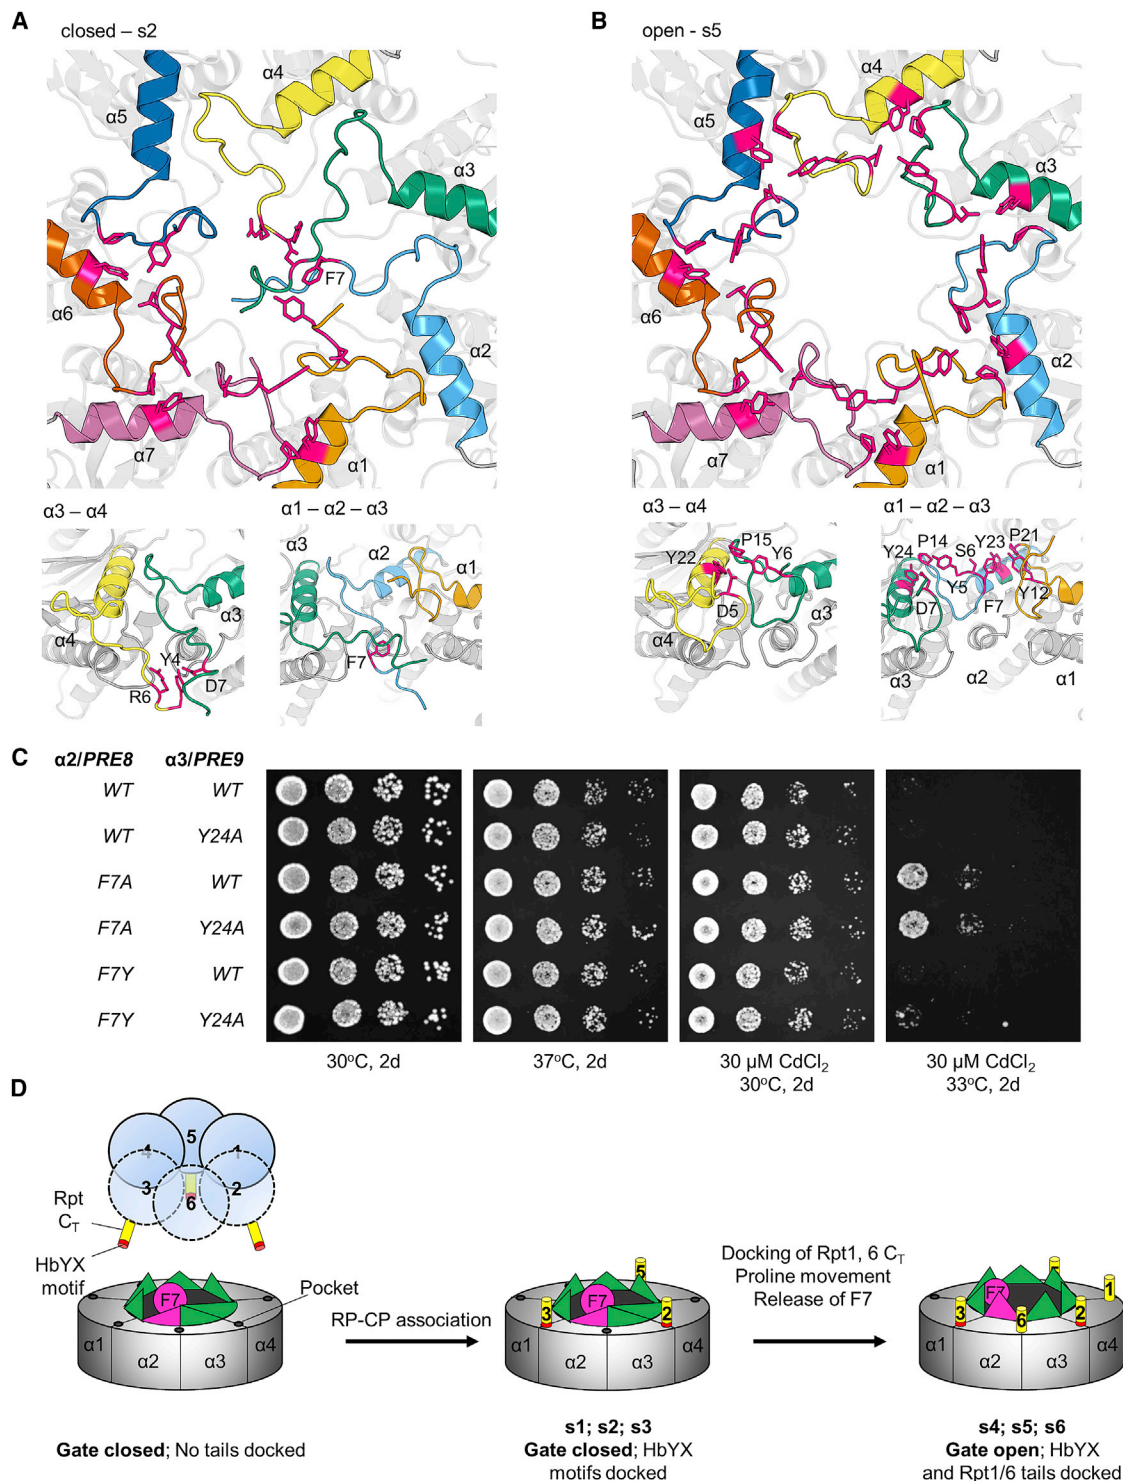 A
closed – s2
α4
α5
α3
F7
α6
α2
α7
α1
α3 – α4
α3
α4
Y4
R6
D7
α1 – α2 – α3
α3
α2
α1
F7
B
open - s5
α4
α5
α3
α6
α2
α7
α1
α3 – α4
P15
Y6
Y22
D5
α3
α4
α1 – α2 – α3
P14
S6
Y23
P21
Y24
Y5
D7
F7
Y12
α3
α2
α1
C
α2/PRE8 α3/PRE9
WT WT
WT Y24A
F7A WT
F7A Y24A
F7Y WT
F7Y Y24A
30°C, 2d
37°C, 2d
30 µM CdCl2
30°C, 2d
30 µM CdCl2
33°C, 2d
D
5
4 1
3 2
6
Rpt
CT
HbYX
motif
F7
Pocket
α1 α2 α3 α4
Gate closed; No tails docked
RP-CP association
5
F7
3 2
α1 α2 α3 α4
s1; s2; s3
Gate closed; HbYX
motifs docked
Docking of Rpt1, 6 CT
Proline movement
Release of F7
5
F7 1
3 6 2
α1 α2 α3 α4
s4; s5; s6
Gate open; HbYX
and Rpt1/6 tails docked